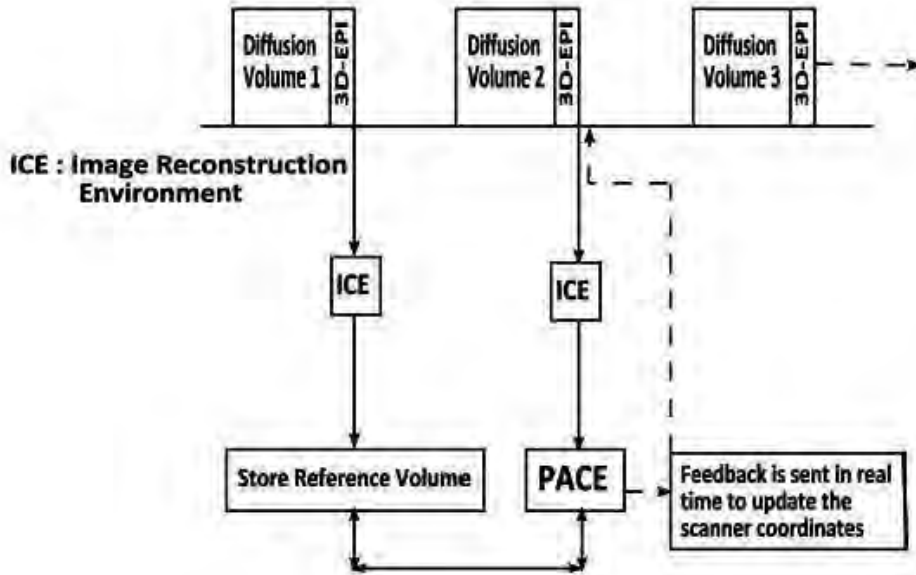 Diffusion
Volume 1
3D-EPI
Diffusion
Volume 2
3D-EPI
Diffusion
Volume 3
3D-EPI
ICE : Image Reconstruction
Environment
ICE
ICE
Store Reference Volume
PACE
Feedback is sent in real
time to update the
scanner coordinates